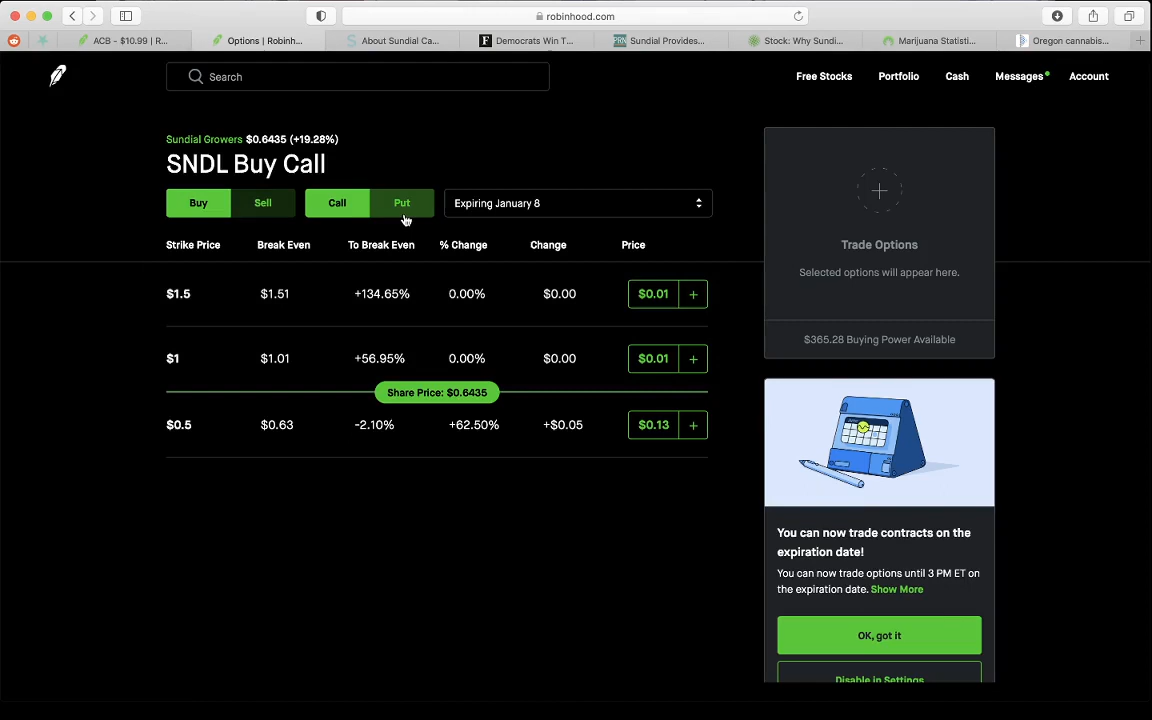 robinhood.com
ACB - $10.99 | R...
Options | Robinh...
About Sundial Ca...
Democrats Win T...
Sundial Provides...
Stock: Why Sundi...
Marijuana Statisti...
Oregon cannabis...
Search
Free Stocks
Portfolio
Cash
Messages
Account
Sundial Growers $0.6435 (+19.28%)
SNDL Buy Call
Buy
Sell
Call
Put
Expiring January 8
Strike Price
Break Even
To Break Even
% Change
Change
Price
$1.5
$1.51
+134.65%
0.00%
$0.00
$0.01
+
$1
$1.01
+56.95%
0.00%
$0.00
$0.01
+
Share Price: $0.6435
$0.5
$0.63
-2.10%
+62.50%
+$0.05
$0.13
+
Trade Options
Selected options will appear here.
$365.28 Buying Power Available
You can now trade contracts on the
expiration date!
You can now trade options until 3 PM ET on
the expiration date. Show More
OK, got it
Disable in Settings